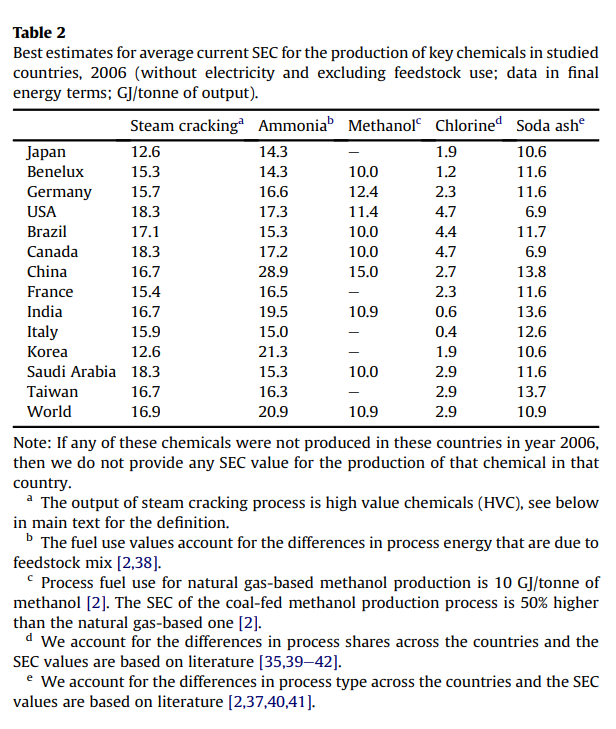 Table 2
Best estimates for average current SEC for the production of key chemicals in studied
countries, 2006 (without electricity and excluding feedstock use; data in final
energy terms; GJ/tonne of output).
Steam crackingᵃ Ammoniaᵇ Methanolᶜ Chlorineᵈ Soda ashᵉ
Japan 12.6 14.3 – 1.9 10.6
Benelux 15.3 14.3 10.0 1.2 11.6
Germany 15.7 16.6 12.4 2.3 11.6
USA 18.3 17.3 11.4 4.7 6.9
Brazil 17.1 15.3 10.0 4.4 11.7
Canada 18.3 17.2 10.0 4.7 6.9
China 16.7 28.9 15.0 2.7 13.8
France 15.4 16.5 – 2.3 11.6
India 16.7 19.5 10.9 0.6 13.6
Italy 15.9 15.0 – 0.4 12.6
Korea 12.6 21.3 – 1.9 10.6
Saudi Arabia 18.3 15.3 10.0 2.9 11.6
Taiwan 16.7 16.3 – 2.9 13.7
World 16.9 20.9 10.9 2.9 10.9
Note: If any of these chemicals were not produced in these countries in year 2006,
then we do not provide any SEC value for the production of that chemical in that
country.
ᵃ The output of steam cracking process is high value chemicals (HVC), see below
in main text for the definition.
ᵇ The fuel use values account for the differences in process energy that are due to
feedstock mix [2,38].
ᶜ Process fuel use for natural gas-based methanol production is 10 GJ/tonne of
methanol [2]. The SEC of the coal-fed methanol production process is 50% higher
than the natural gas-based one [2].
ᵈ We account for the differences in process shares across the countries and the
SEC values are based on literature [35,39–42].
ᵉ We account for the differences in process type across the countries and the SEC
values are based on literature [2,37,40,41].